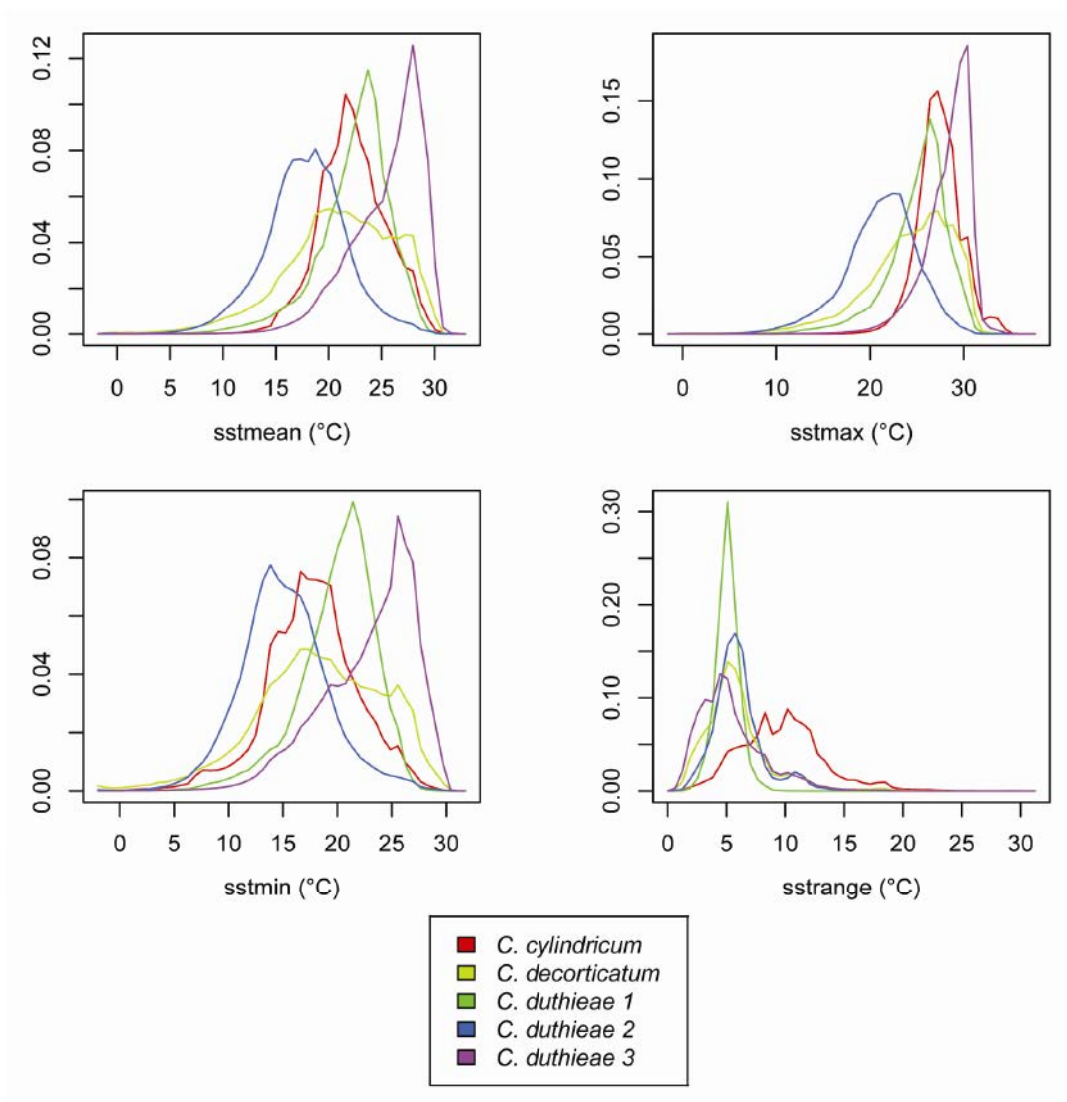 0.00 0.04 0.08 0.12
0 5 10 15 20 25 30
sstmean (°C)
0.00 0.05 0.10 0.15
0 10 20 30
sstmax (°C)
0.00 0.04 0.08
0 5 10 15 20 25 30
sstmin (°C)
0.00 0.10 0.20 0.30
0 5 10 15 20 25 30
sstrange (°C)
C. cylindricum
C. decorticatum
C. duthieae 1
C. duthieae 2
C. duthieae 3